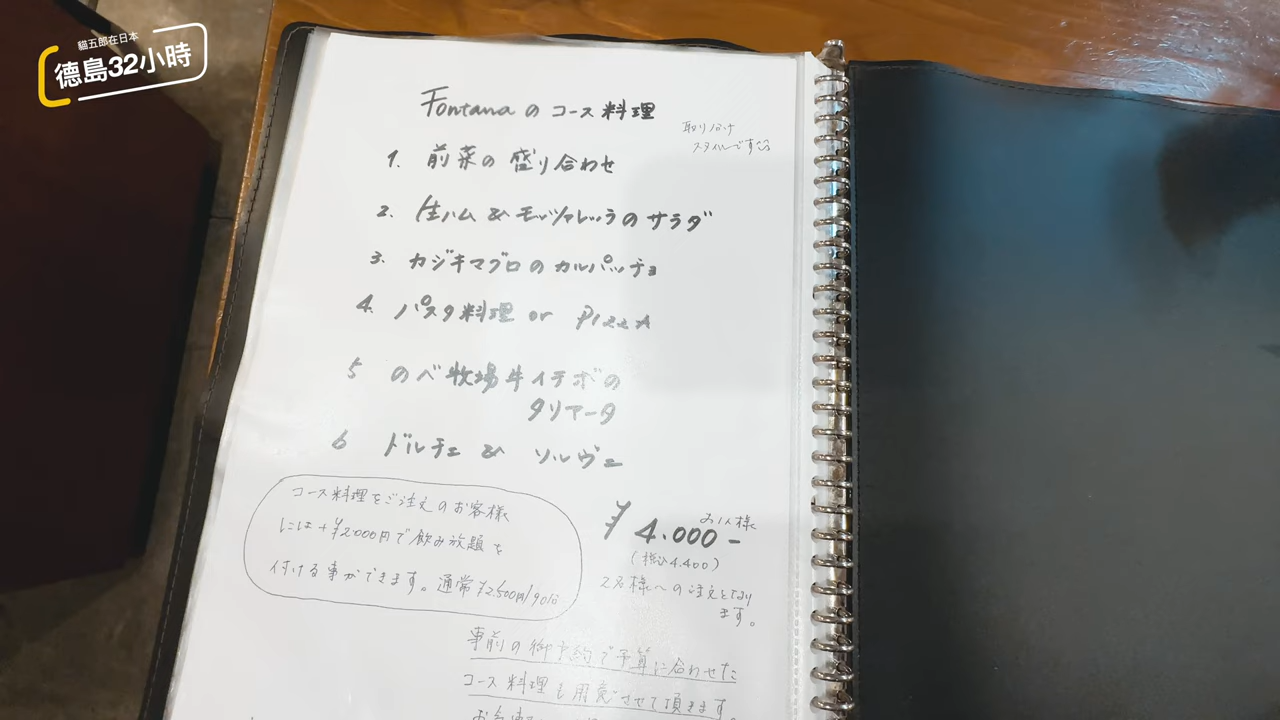 貓五郎在日本
德島32小時
Fontanaのコース料理
取り分け
スタイルです
1. 前菜の盛り合わせ
2. 生ハム&モッツァレッラのサラダ
3. カジキマグロのカルパッチョ
4. パスタ料理 or PIZZA
5 のべ牧場牛イチボの
タリアータ
6 ドルチェ & ソルヴェ
コース料理をご注文のお客様
には+¥2000円で飲み放題を
付ける事ができます。通常¥2,500円/90分
お1人様
¥4.000-
(税込4.400)
2名様への注文となり
ます。
事前の御予約で予算に合わせた
コース料理も用意させて頂きます。